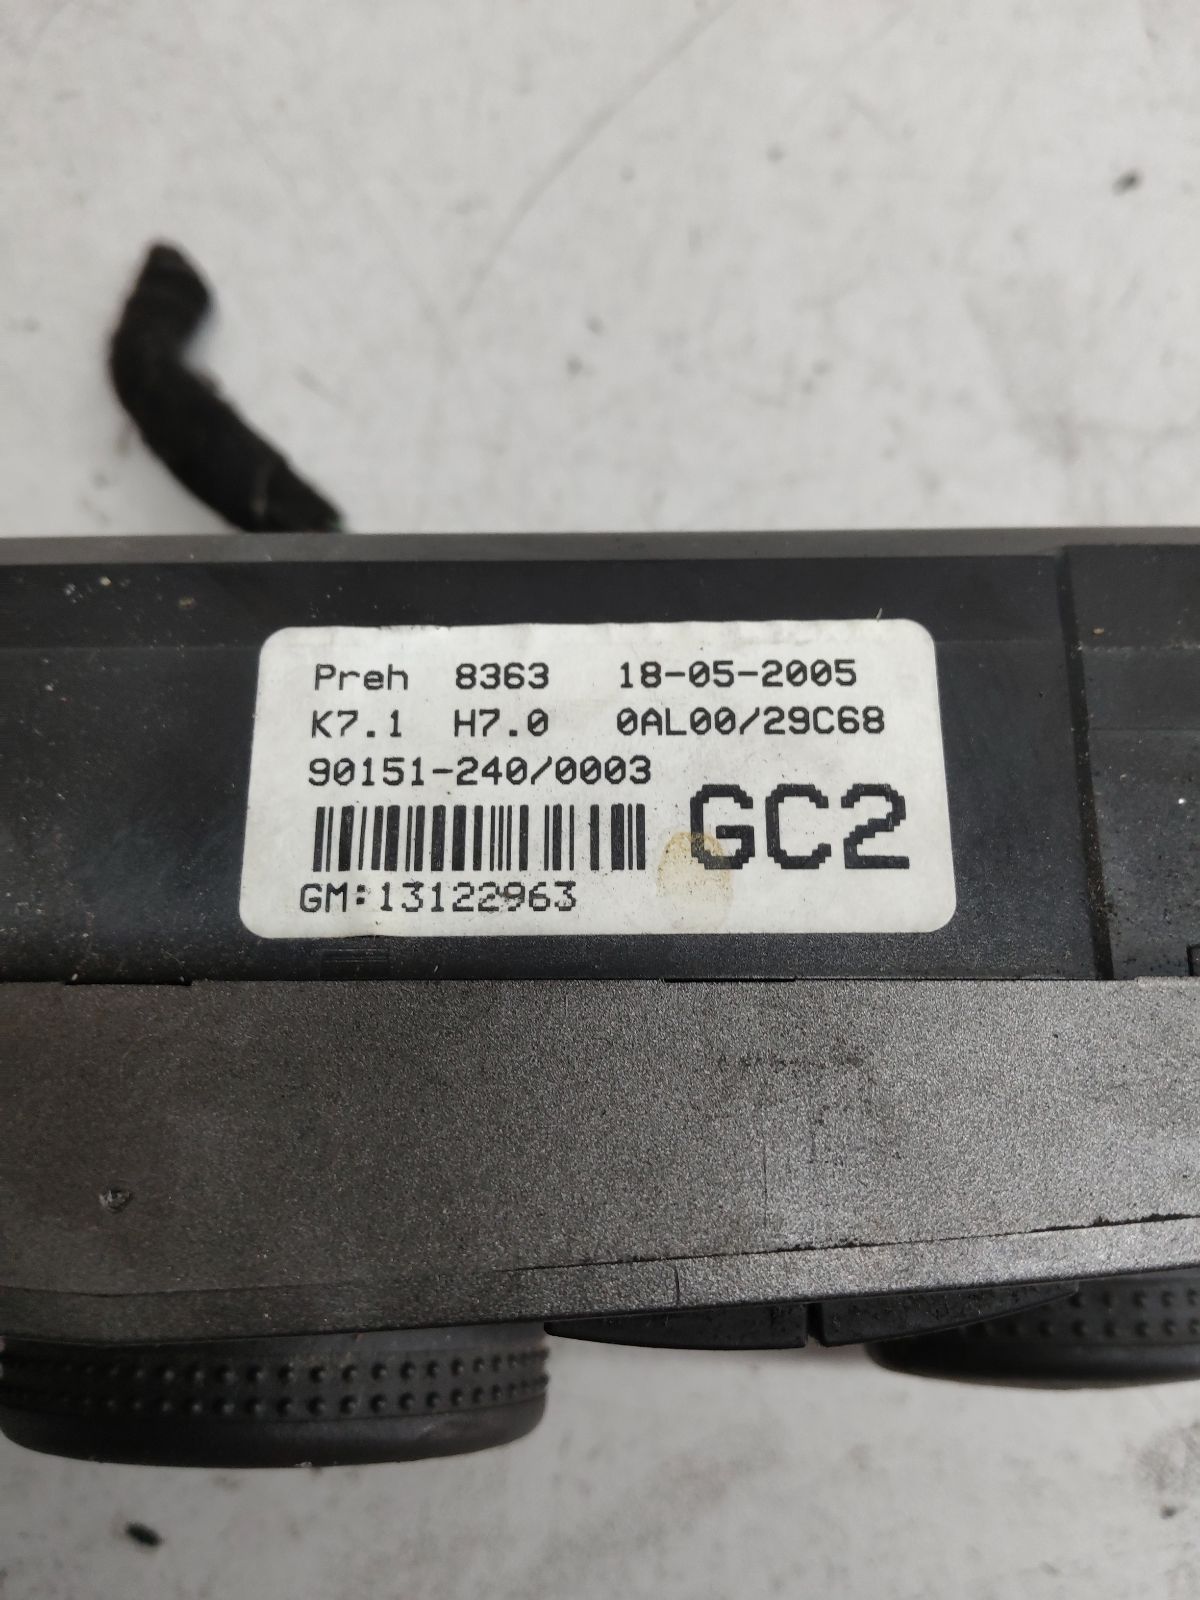 Preh 8363 18-05-2005
K7.1 H7.0 0AL00/29C68
90151-240/0003
GC2
GM:13122963